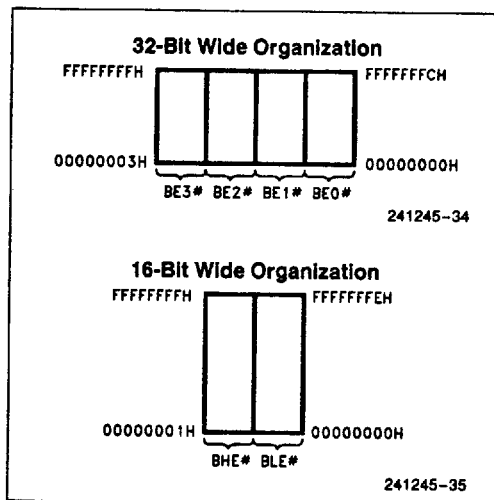 32-Bit Wide Organization
FFFFFFFFH FFFFFFFCH
00000003H 00000000H
BE3# BE2# BE1# BE0#
241245-34
16-Bit Wide Organization
FFFFFFFFH FFFFFFFEH
00000001H 00000000H
BHE# BLE#
241245-35